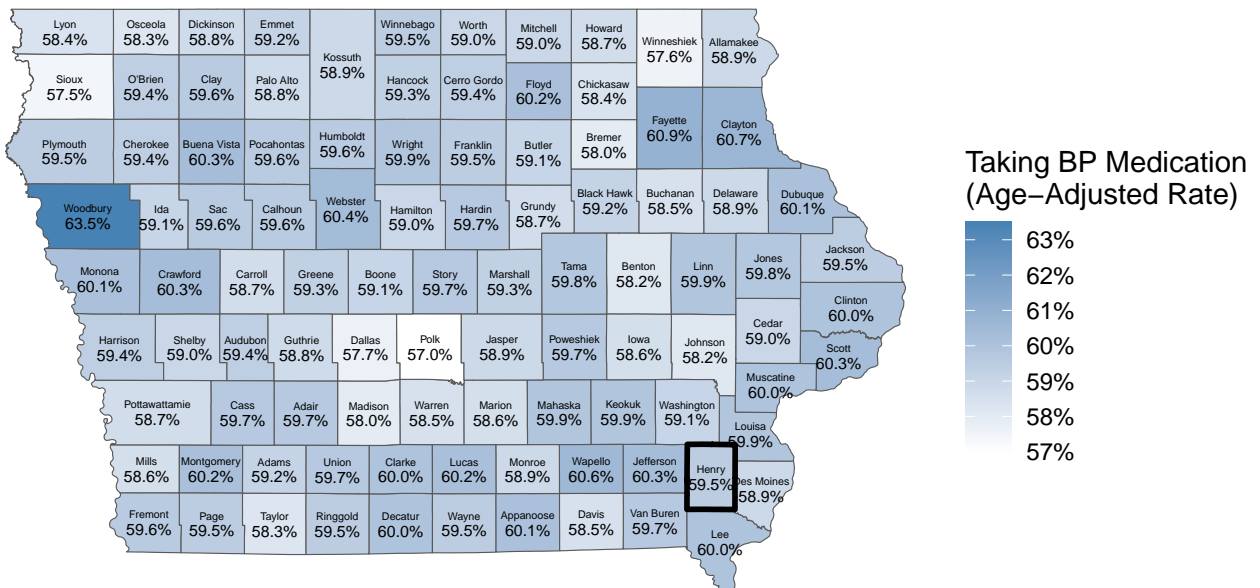 Lyon
58.4%
Osceola
58.3%
Dickinson
58.8%
Emmet
59.2%
Kossuth
58.9%
Winnebago
59.5%
Worth
59.0%
Mitchell
59.0%
Howard
58.7%
Winneshiek
57.6%
Allamakee
58.9%
Sioux
57.5%
O'Brien
59.4%
Clay
59.6%
Palo Alto
58.8%
Hancock
59.3%
Cerro Gordo
59.4%
Floyd
60.2%
Chickasaw
58.4%
Fayette
60.9%
Clayton
60.7%
Plymouth
59.5%
Cherokee
59.4%
Buena Vista
60.3%
Pocahontas
59.6%
Humboldt
59.6%
Wright
59.9%
Franklin
59.5%
Butler
59.1%
Bremer
58.0%
Woodbury
63.5%
Ida
59.1%
Sac
59.6%
Calhoun
59.6%
Webster
60.4%
Hamilton
59.0%
Hardin
59.7%
Grundy
58.7%
Black Hawk
59.2%
Buchanan
58.5%
Delaware
58.9%
Dubuque
60.1%
Monona
60.1%
Crawford
60.3%
Carroll
58.7%
Greene
59.3%
Boone
59.1%
Story
59.7%
Marshall
59.3%
Tama
59.8%
Benton
58.2%
Linn
59.9%
Jones
59.8%
Jackson
59.5%
Clinton
60.0%
Harrison
59.4%
Shelby
59.0%
Audubon
59.4%
Guthrie
58.8%
Dallas
57.7%
Polk
57.0%
Jasper
58.9%
Poweshiek
59.7%
Iowa
58.6%
Johnson
58.2%
Cedar
59.0%
Scott
60.3%
Muscatine
60.0%
Pottawattamie
58.7%
Cass
59.7%
Adair
59.7%
Madison
58.0%
Warren
58.5%
Marion
58.6%
Mahaska
59.9%
Keokuk
59.9%
Washington
59.1%
Louisa
59.9%
Mills
58.6%
Montgomery
60.2%
Adams
59.2%
Union
59.7%
Clarke
60.0%
Lucas
60.2%
Monroe
58.9%
Wapello
60.6%
Jefferson
60.3%
Henry
59.5%
Des Moines
58.9%
Fremont
59.6%
Page
59.5%
Taylor
58.3%
Ringgold
59.5%
Decatur
60.0%
Wayne
59.5%
Appanoose
60.1%
Davis
58.5%
Van Buren
59.7%
Lee
60.0%
Taking BP Medication
(Age−Adjusted Rate)
63%
62%
61%
60%
59%
58%
57%